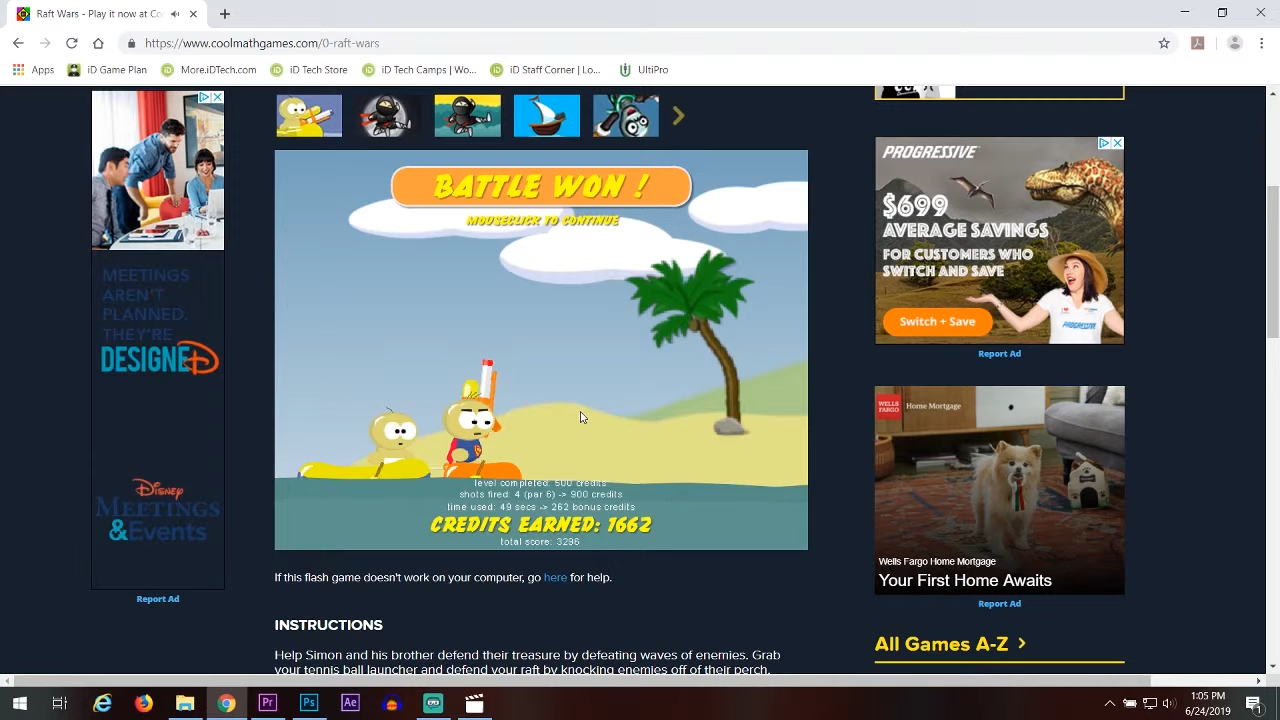 Raft Wars - Play it now at Co
https://www.coolmathgames.com/0-raft-wars
Apps
iD Game Plan
MoreiDTech.com
iD Tech Store
iD Tech Camps | Wo...
iD Staff Corner | Lo...
UltiPro
PROGRESSIVE
$699
AVERAGE SAVINGS
FOR CUSTOMERS WHO
SWITCH AND SAVE
Switch + Save
PROGRESSIVE
Report Ad
BATTLE WON !
MOUSECLICK TO CONTINUE
level completed: 500 credits
shots fired: 4 (par 6) -> 900 credits
time used: 49 secs -> 262 bonus credits
CREDITS EARNED: 1662
total score: 3296
MEETINGS
AREN'T
PLANNED.
THEY'RE
DESIGNED
Disney
MEETINGS
&Events
Report Ad
WELLS
FARGO
Home Mortgage
Wells Fargo Home Mortgage
Your First Home Awaits
Report Ad
If this flash game doesn't work on your computer, go here for help.
INSTRUCTIONS
Help Simon and his brother defend their treasure by defeating waves of enemies. Grab
your tennis ball launcher and defend your raft by knocking enemies off of their perch.
All Games A-Z
Pr
Ps
Ae
1:05 PM
6/24/2019